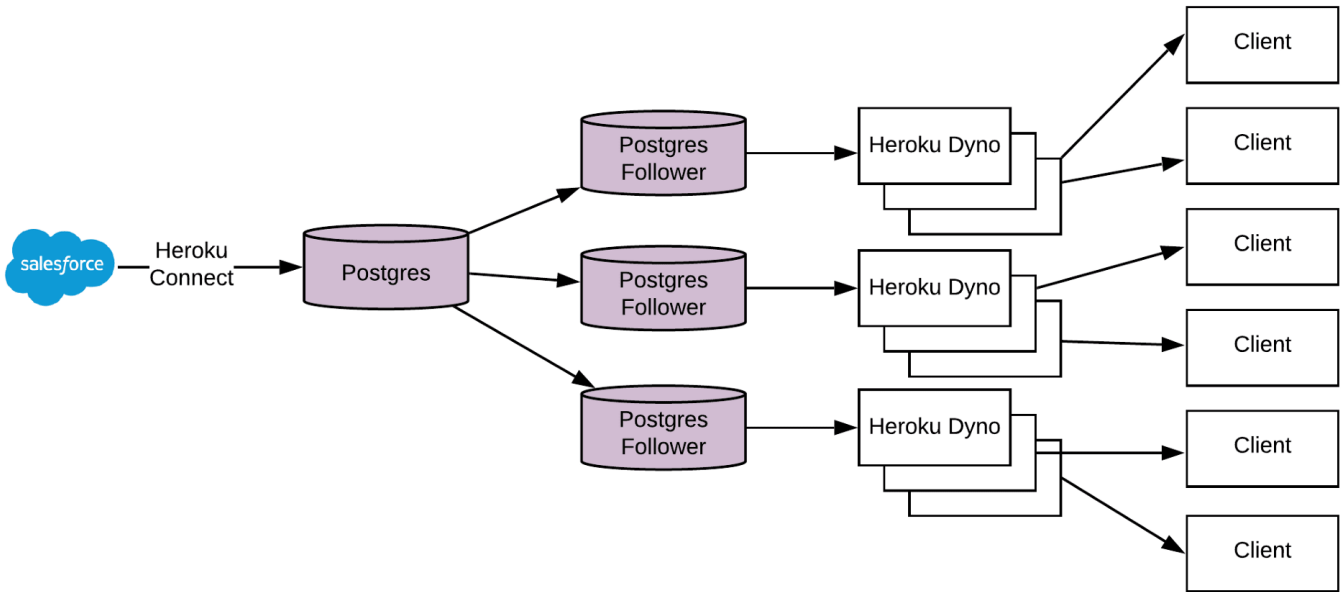 salesforce
Heroku
Connect
Postgres
Postgres
Follower
Postgres
Follower
Postgres
Follower
Heroku Dyno
Heroku Dyno
Heroku Dyno
Client
Client
Client
Client
Client
Client